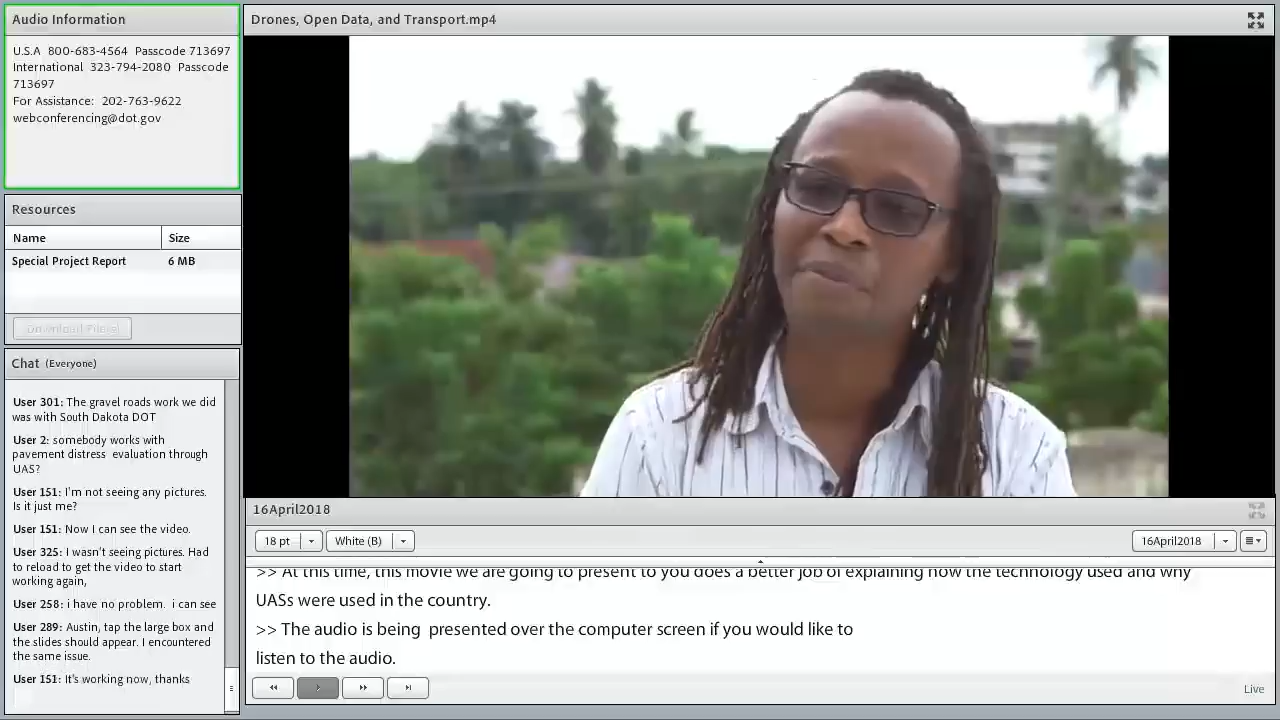 Audio Information
U.S.A 800-683-4564 Passcode 713697
International 323-794-2080 Passcode
713697
For Assistance: 202-763-9622
webconferencing@dot.gov
Resources
Name Size
Special Project Report 6 MB
Download File(s)
Chat (Everyone)
User 301: The gravel roads work we did
was with South Dakota DOT
User 2: somebody works with
pavement distress evaluation through
UAS?
User 151: I'm not seeing any pictures.
Is it just me?
User 151: Now I can see the video.
User 325: I wasn't seeing pictures. Had
to reload to get the video to start
working again,
User 258: i have no problem. i can see
User 289: Austin, tap the large box and
the slides should appear. I encountered
the same issue.
User 151: It's working now, thanks
Drones, Open Data, and Transport.mp4
16April2018
18 pt White (B) 16April2018
>> At this time, this movie we are going to present to you does a better job of explaining how the technology used and why
UASs were used in the country.
>> The audio is being presented over the computer screen if you would like to
listen to the audio.
Live